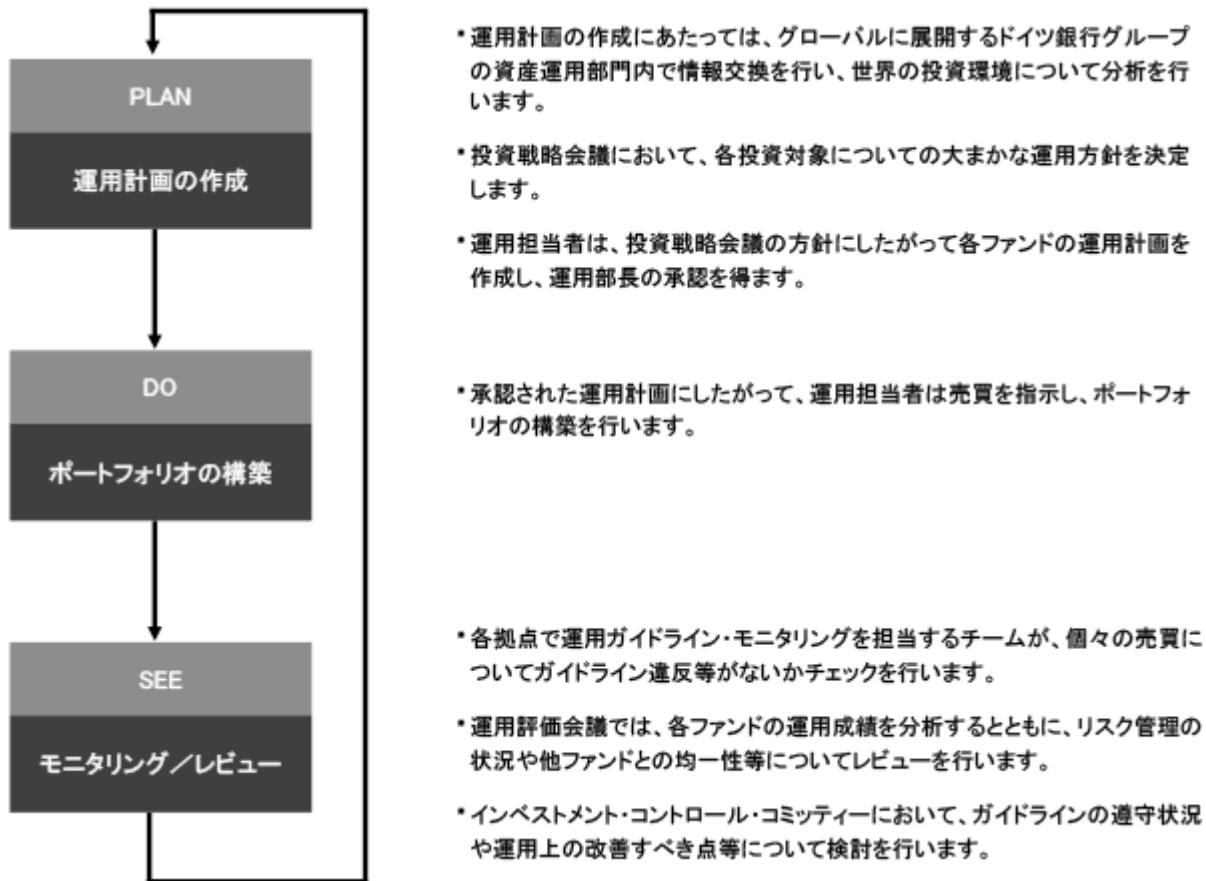 PLAN
運用計画の作成
*運用計画の作成にあたっては、グローバルに展開するドイツ銀行グループ
の資産運用部門内で情報交換を行い、世界の投資環境について分析を行
います。
*投資戦略会議において、各投資対象についての大まかな運用方針を決定
します。
*運用担当者は、投資戦略会議の方針にしたがって各ファンドの運用計画を
作成し、運用部長の承認を得ます。
DO
ポートフォリオの構築
*承認された運用計画にしたがって、運用担当者は売買を指示し、ポートフォ
リオの構築を行います。
SEE
モニタリング／レビュー
*各拠点で運用ガイドライン・モニタリングを担当するチームが、個々の売買に
ついてガイドライン違反等がないかチェックを行います。
*運用評価会議では、各ファンドの運用成績を分析するとともに、リスク管理の
状況や他ファンドとの均一性等についてレビューを行います。
*インベストメント・コントロール・コミッティーにおいて、ガイドラインの遵守状況
や運用上の改善すべき点等について検討を行います。